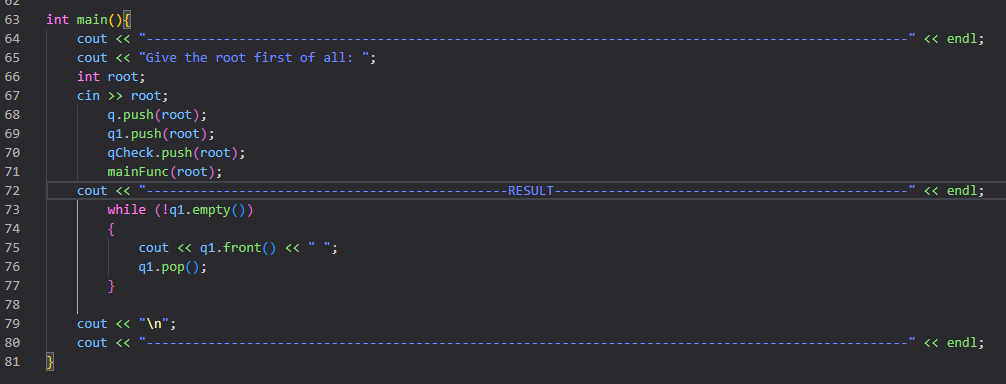 62
63 int main(){
64 cout << "--------------------------------------------------------------------------------------------------" << endl;
65 cout << "Give the root first of all: ";
66 int root;
67 cin >> root;
68 q.push(root);
69 q1.push(root);
70 qCheck.push(root);
71 mainFunc(root);
72 cout << "----------------------------------------------RESULT----------------------------------------------" << endl;
73 while (!q1.empty())
74 {
75 cout << q1.front() << " ";
76 q1.pop();
77 }
78
79 cout << "\n";
80 cout << "--------------------------------------------------------------------------------------------------" << endl;
81 }